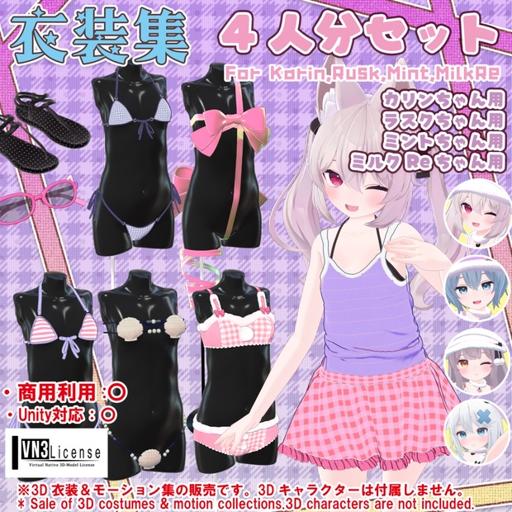 衣装集
4人分セット
For Karin,Rusk,Mint,MilkRe
カリンちゃん用
ラスクちゃん用
ミントちゃん用
ミルクReちゃん用
・商用利用:〇
・Unity対応:〇
VN3License
Virtual Native 3D-Model License
※3D衣装&モーション集の販売です。3Dキャラクターは付属しません。
* Sale of 3D costumes & motion collections.3D characters are not included.